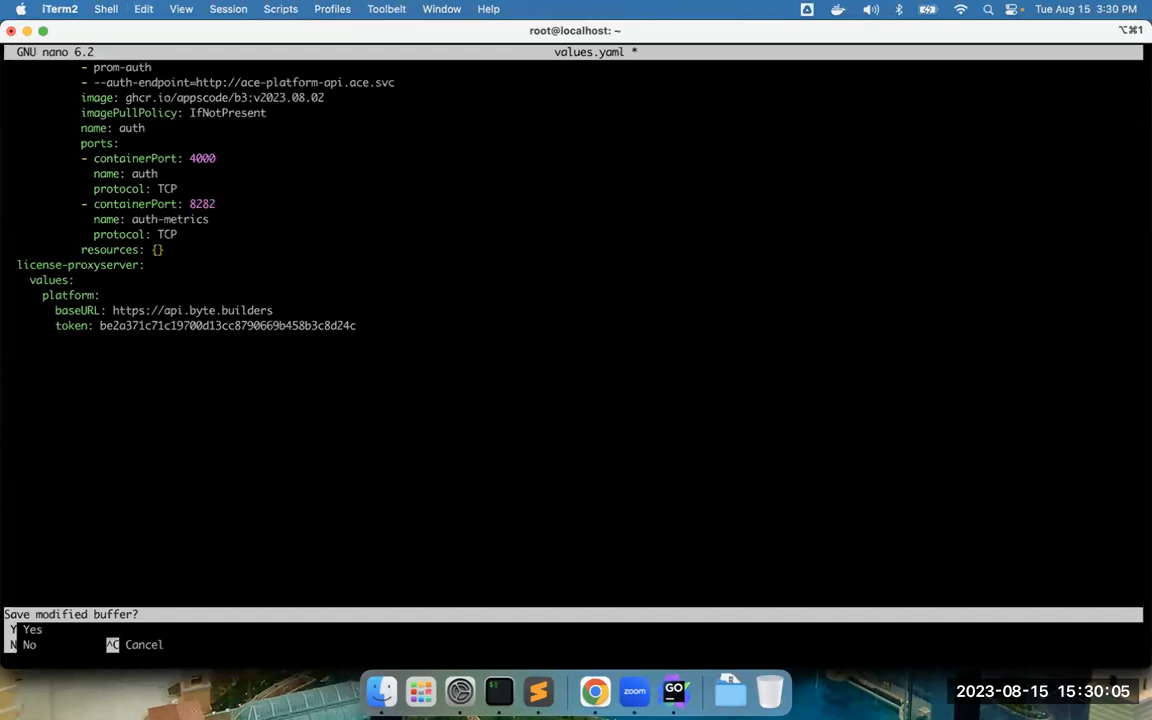 iTerm2 Shell Edit View Session Scripts Profiles Toolbelt Window Help Tue Aug 15 3:30 PM
root@localhost: ~ ⌥⌘1
GNU nano 6.2 values.yaml *
- prom-auth
- --auth-endpoint=http://ace-platform-api.ace.svc
image: ghcr.io/appscode/b3:v2023.08.02
imagePullPolicy: IfNotPresent
name: auth
ports:
- containerPort: 4000
name: auth
protocol: TCP
- containerPort: 8282
name: auth-metrics
protocol: TCP
resources: {}
license-proxyserver:
values:
platform:
baseURL: https://api.byte.builders
token: be2a371c71c19700d13cc8790669b458b3c8d24c
Save modified buffer?
Y Yes
N No ^C Cancel
zoom GO
2023-08-15 15:30:05